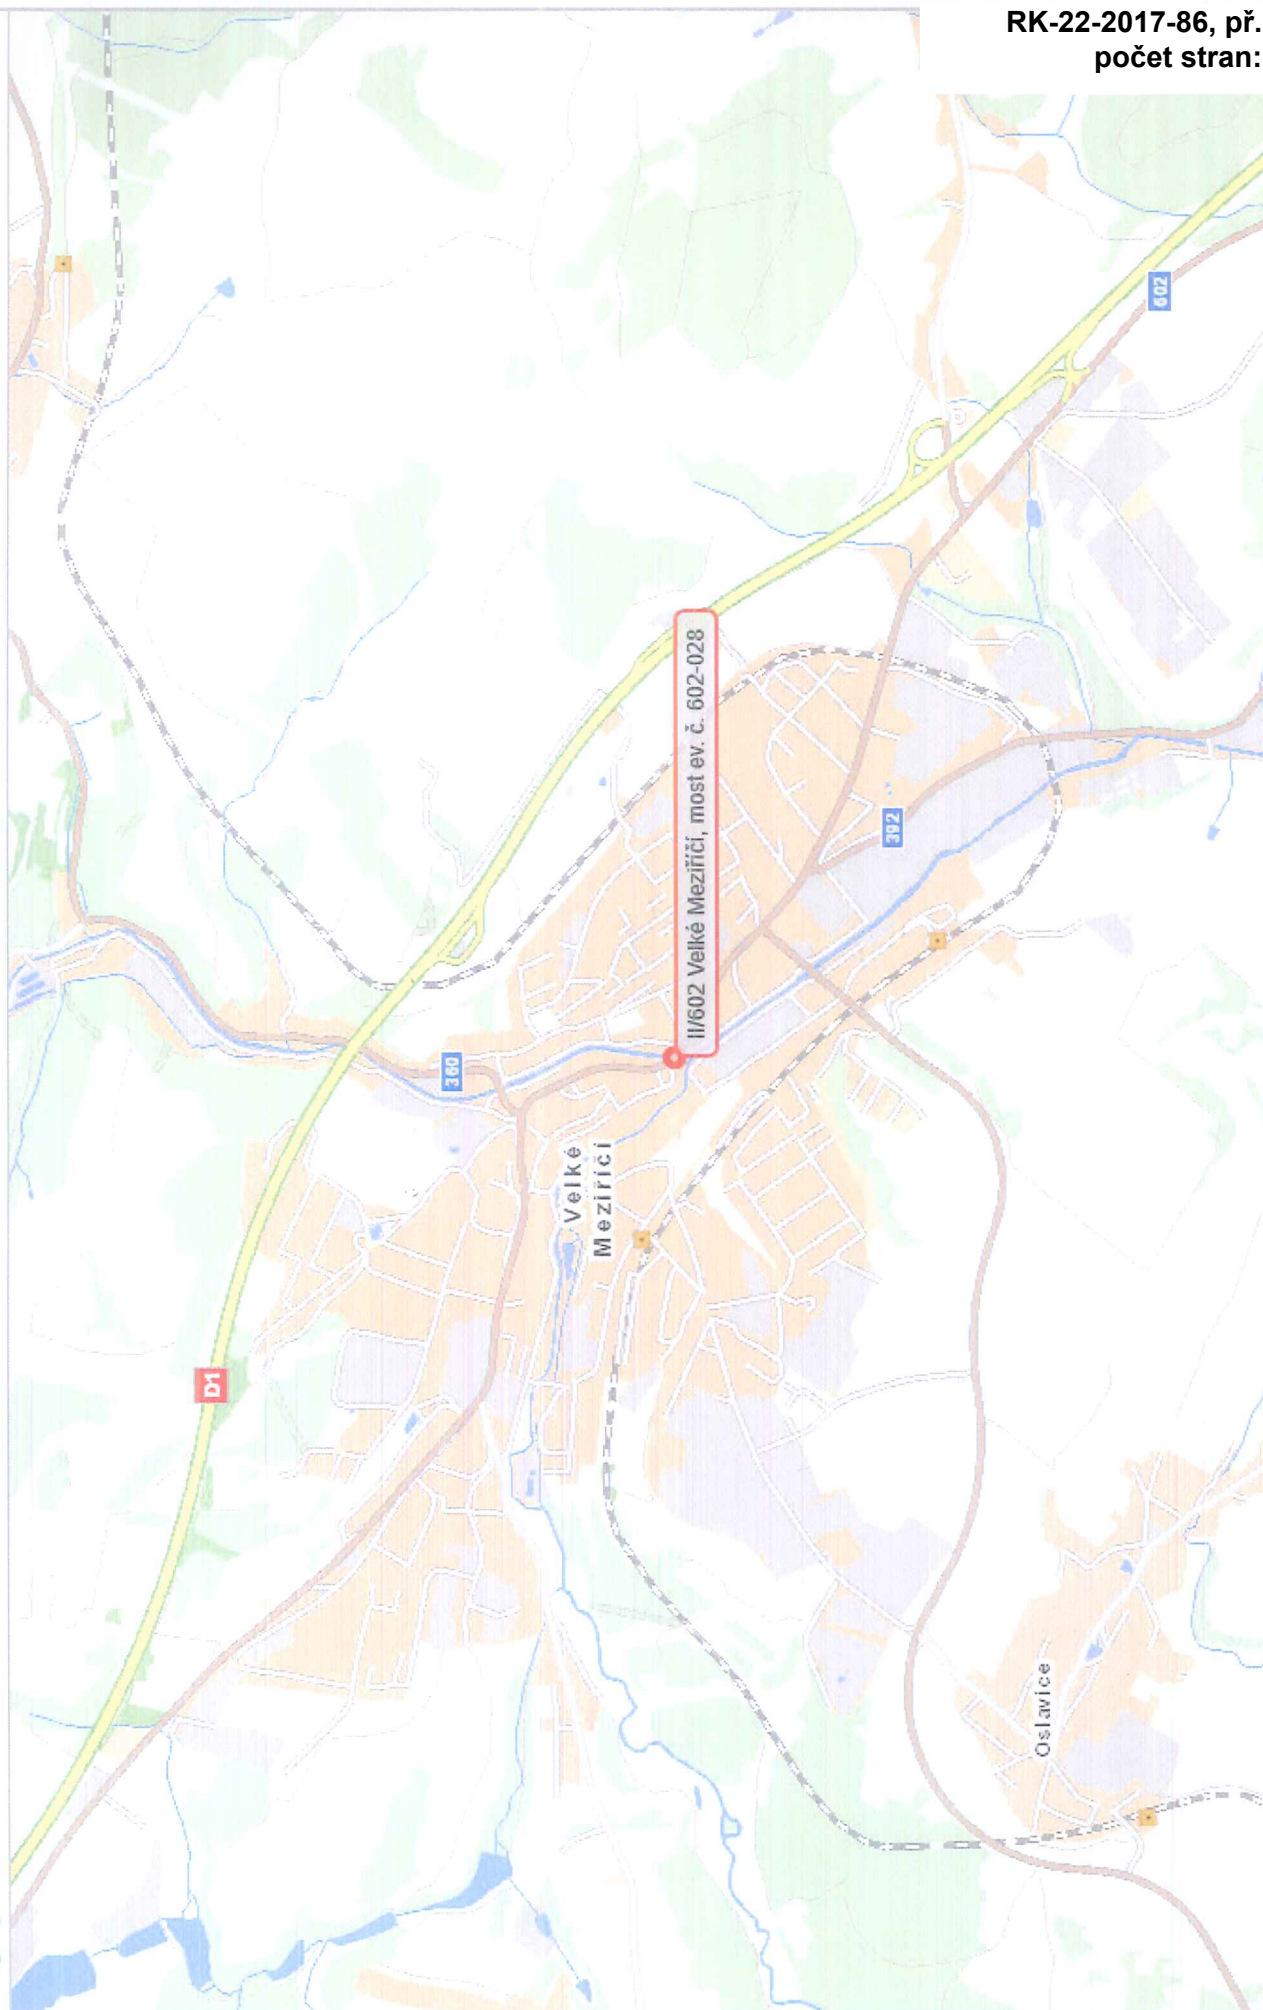 RK-22-2017-86, př.
počet stran:
602
II/602 Velké Meziříčí, most ev. č. 602-028
392
360
Velké
Meziříčí
D1
Oslavice